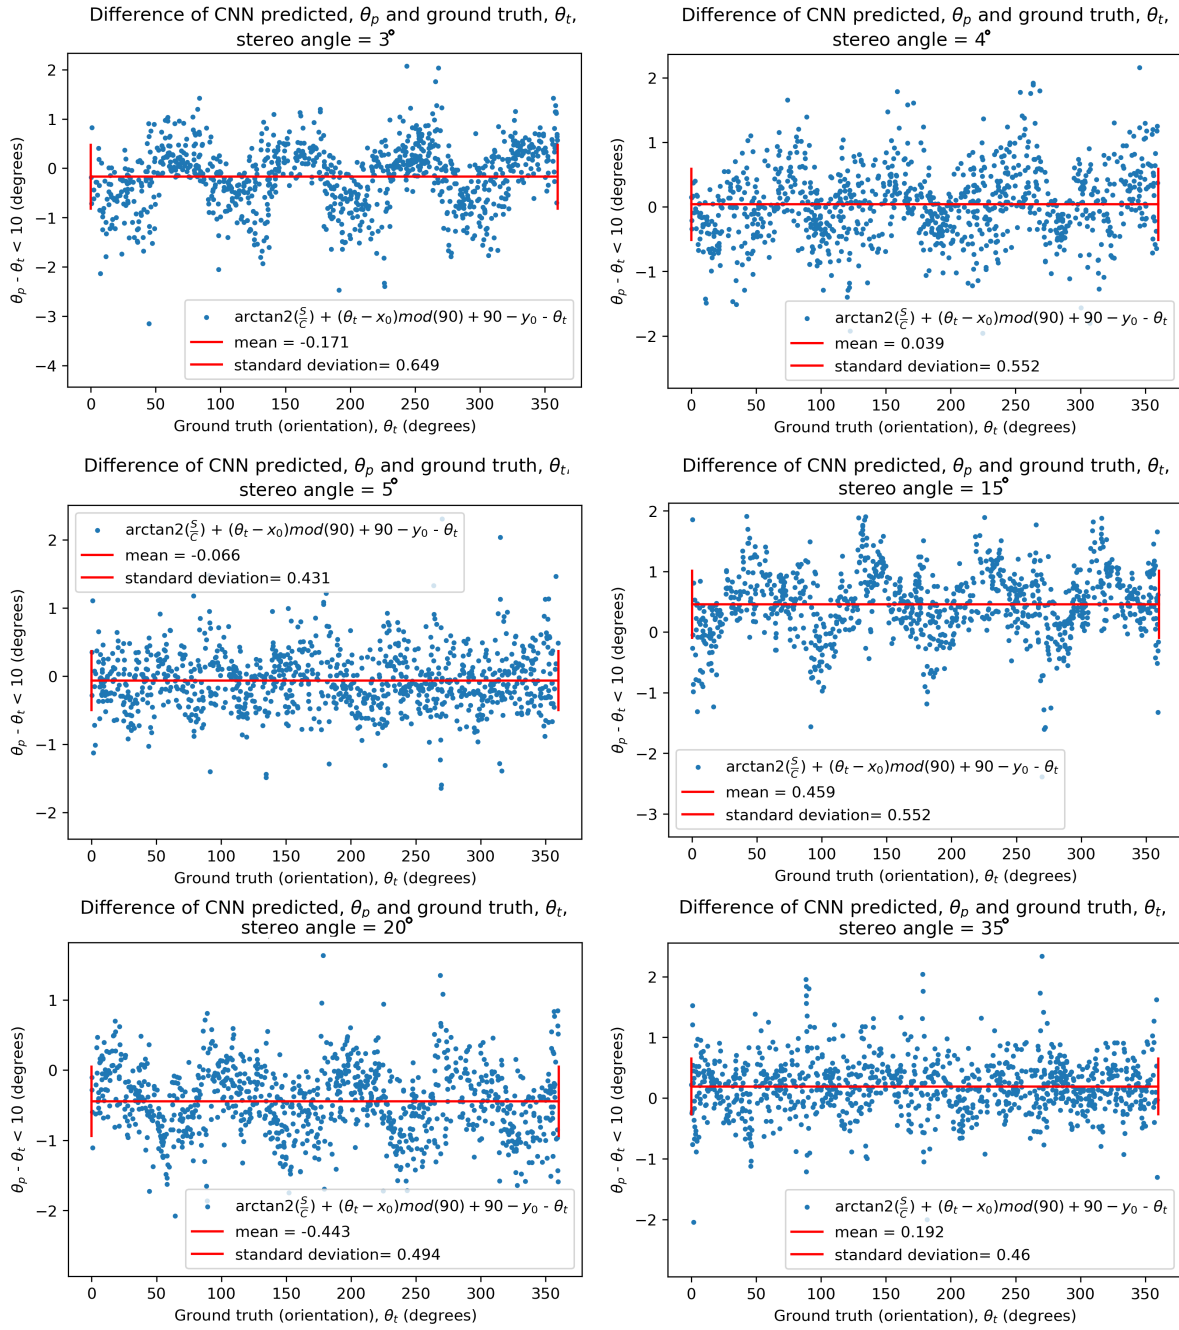 Difference of CNN predicted, θp and ground truth, θt,
stereo angle = 3°
2
1
0
−1
−2
−3
−4
θp - θt < 10 (degrees)
arctan2(S/C) + (θt − x0)mod(90) + 90 − y0 - θt
mean = -0.171
standard deviation= 0.649
0 50 100 150 200 250 300 350
Ground truth (orientation), θt (degrees)
Difference of CNN predicted, θp and ground truth, θt,
stereo angle = 4°
2
1
0
−1
−2
θp - θt < 10 (degrees)
arctan2(S/C) + (θt − x0)mod(90) + 90 − y0 - θt
mean = 0.039
standard deviation= 0.552
0 50 100 150 200 250 300 350
Ground truth (orientation), θt (degrees)
Difference of CNN predicted, θp and ground truth, θt,
stereo angle = 5°
2
1
0
−1
−2
θp - θt < 10 (degrees)
arctan2(S/C) + (θt − x0)mod(90) + 90 − y0 - θt
mean = -0.066
standard deviation= 0.431
0 50 100 150 200 250 300 350
Ground truth (orientation), θt (degrees)
Difference of CNN predicted, θp and ground truth, θt,
stereo angle = 15°
2
1
0
−1
−2
−3
θp - θt < 10 (degrees)
arctan2(S/C) + (θt − x0)mod(90) + 90 − y0 - θt
mean = 0.459
standard deviation= 0.552
0 50 100 150 200 250 300 350
Ground truth (orientation), θt (degrees)
Difference of CNN predicted, θp and ground truth, θt,
stereo angle = 20°
1
0
−1
−2
θp - θt < 10 (degrees)
arctan2(S/C) + (θt − x0)mod(90) + 90 − y0 - θt
mean = -0.443
standard deviation= 0.494
0 50 100 150 200 250 300 350
Ground truth (orientation), θt (degrees)
Difference of CNN predicted, θp and ground truth, θt,
stereo angle = 35°
2
1
0
−1
−2
θp - θt < 10 (degrees)
arctan2(S/C) + (θt − x0)mod(90) + 90 − y0 - θt
mean = 0.192
standard deviation= 0.46
0 50 100 150 200 250 300 350
Ground truth (orientation), θt (degrees)